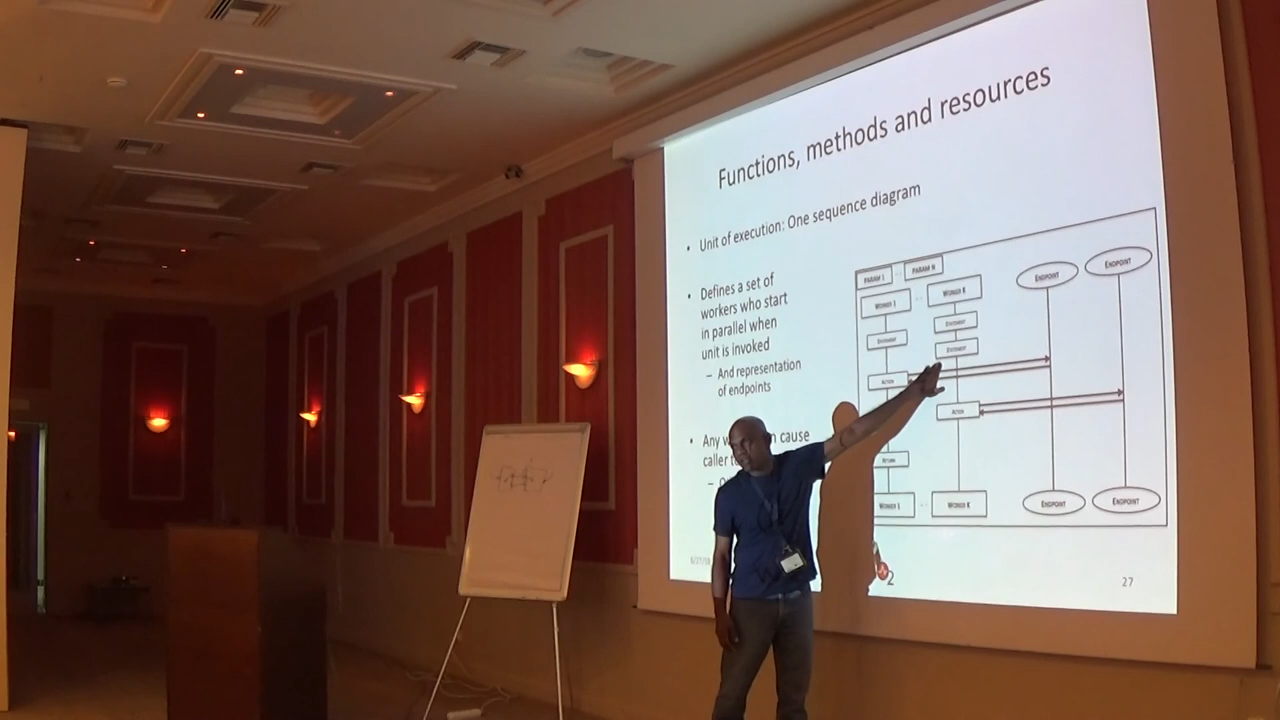 Functions, methods and resources
• Unit of execution: One sequence diagram
• Defines a set of
workers who start
in parallel when
unit is invoked
– And representation
of endpoints
• Any cause
caller
PARAM 1 .. PARAM N
WORKER 1 .. WORKER K
ENDPOINT ENDPOINT
STATEMENT STATEMENT
STATEMENT
ACTION
ACTION
RETURN
WORKER 1 .. WORKER K
ENDPOINT ENDPOINT
2
27